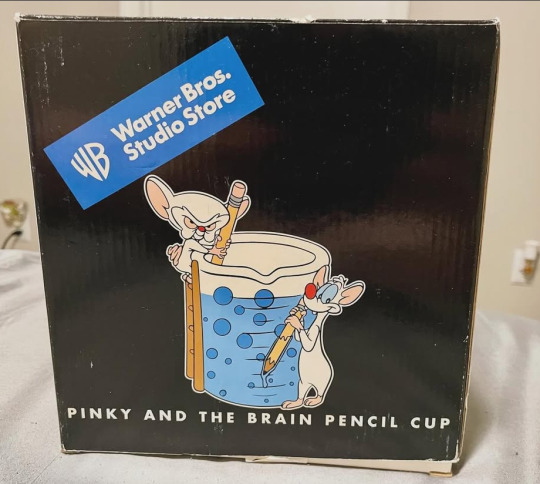 WB
Warner Bros.
Studio Store
PINKY AND THE BRAIN PENCIL CUP